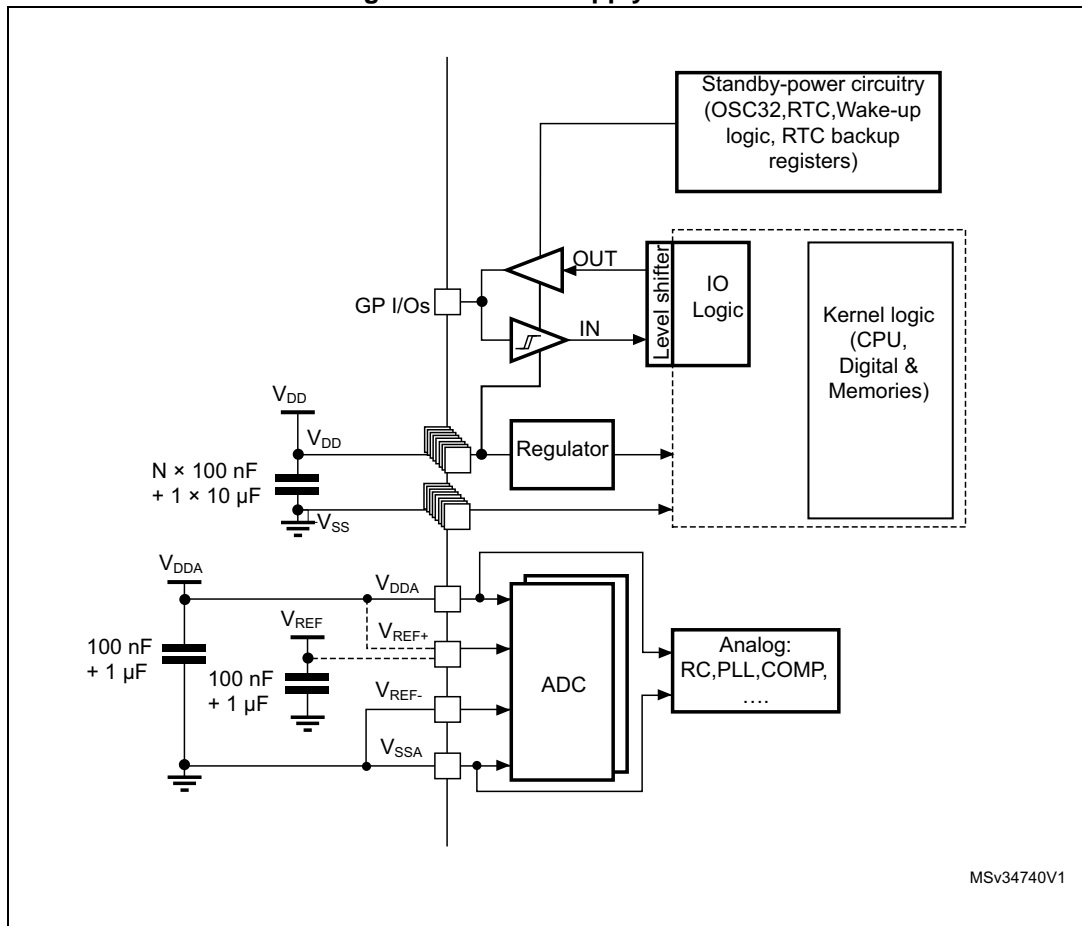 Standby-power circuitry
(OSC32,RTC,Wake-up
logic, RTC backup
registers)
OUT
IO
Logic
Level shifter
GP I/Os
IN
Kernel logic
(CPU,
Digital &
Memories)
VDD
VDD
Regulator
N × 100 nF
+ 1 × 10 µF
VSS
VDDA
VDDA
VREF
VREF+
100 nF
+ 1 µF
100 nF
+ 1 µF
VREF-
ADC
Analog:
RC,PLL,COMP,
....
VSSA
MSv34740V1